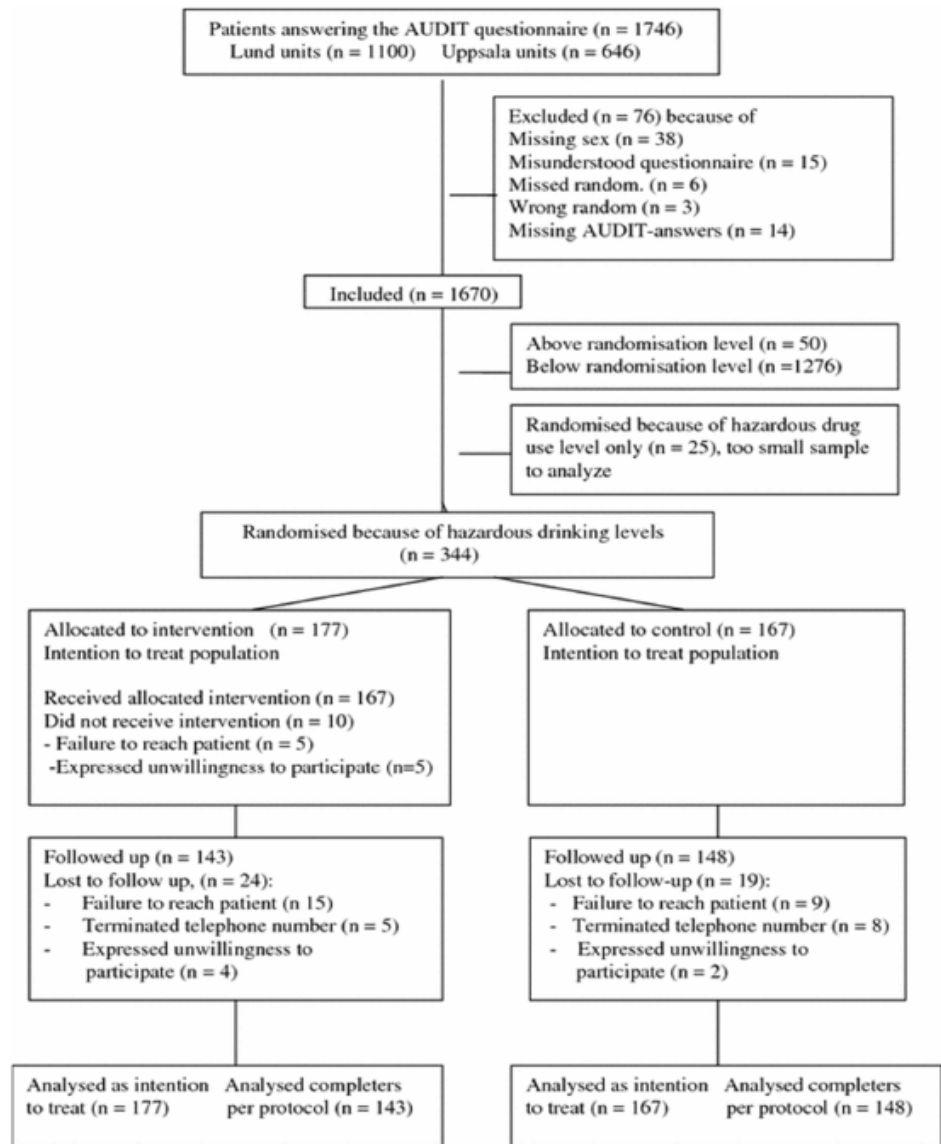 Patients answering the AUDIT questionnaire (n = 1746)
Lund units (n = 1100) Uppsala units (n = 646)
Excluded (n = 76) because of
Missing sex (n = 38)
Misunderstood questionnaire (n = 15)
Missed random. (n = 6)
Wrong random (n = 3)
Missing AUDIT-answers (n = 14)
Included (n = 1670)
Above randomisation level (n = 50)
Below randomisation level (n =1276)
Randomised because of hazardous drug
use level only (n = 25), too small sample
to analyze
Randomised because of hazardous drinking levels
(n = 344)
Allocated to intervention (n = 177)
Intention to treat population
Received allocated intervention (n = 167)
Did not receive intervention (n = 10)
- Failure to reach patient (n = 5)
-Expressed unwillingness to participate (n=5)
Allocated to control (n = 167)
Intention to treat population
Followed up (n = 143)
Lost to follow up, (n = 24):
- Failure to reach patient (n 15)
- Terminated telephone number (n = 5)
- Expressed unwillingness to
participate (n = 4)
Followed up (n = 148)
Lost to follow-up (n = 19):
- Failure to reach patient (n = 9)
- Terminated telephone number (n = 8)
- Expressed unwillingness to
participate (n = 2)
Analysed as intention
to treat (n = 177)
Analysed completers
per protocol (n = 143)
Analysed as intention
to treat (n = 167)
Analysed completers
per protocol (n = 148)